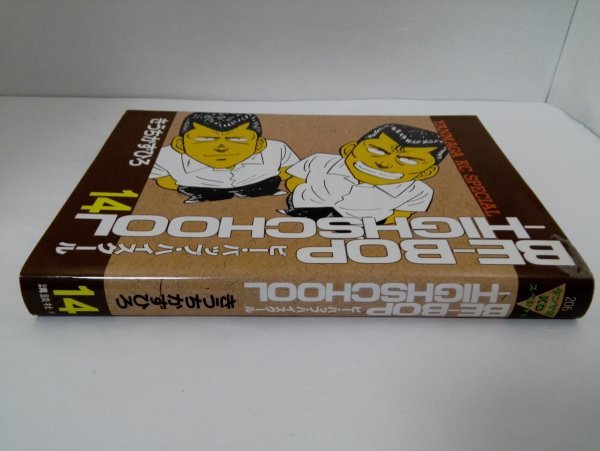 YANMAGA KC SPECIAL
BE-BOP
-HIGHSCHOOL
ビー・バップ・ハイスクール
14
きうちかずひろ
206
BE-BOP
-HIGHSCHOOL
ビー・バップ・ハイスクール
きうちかずひろ
14
講談社